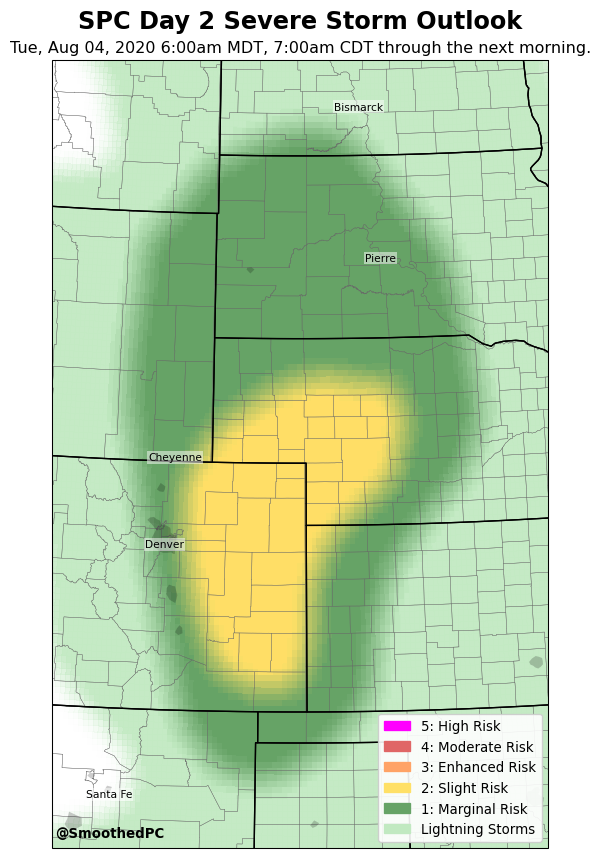 SPC Day 2 Severe Storm Outlook
Tue, Aug 04, 2020 6:00am MDT, 7:00am CDT through the next morning.
Bismarck
Pierre
Cheyenne
Denver
Santa Fe
5: High Risk
4: Moderate Risk
3: Enhanced Risk
2: Slight Risk
1: Marginal Risk
Lightning Storms
@SmoothedPC